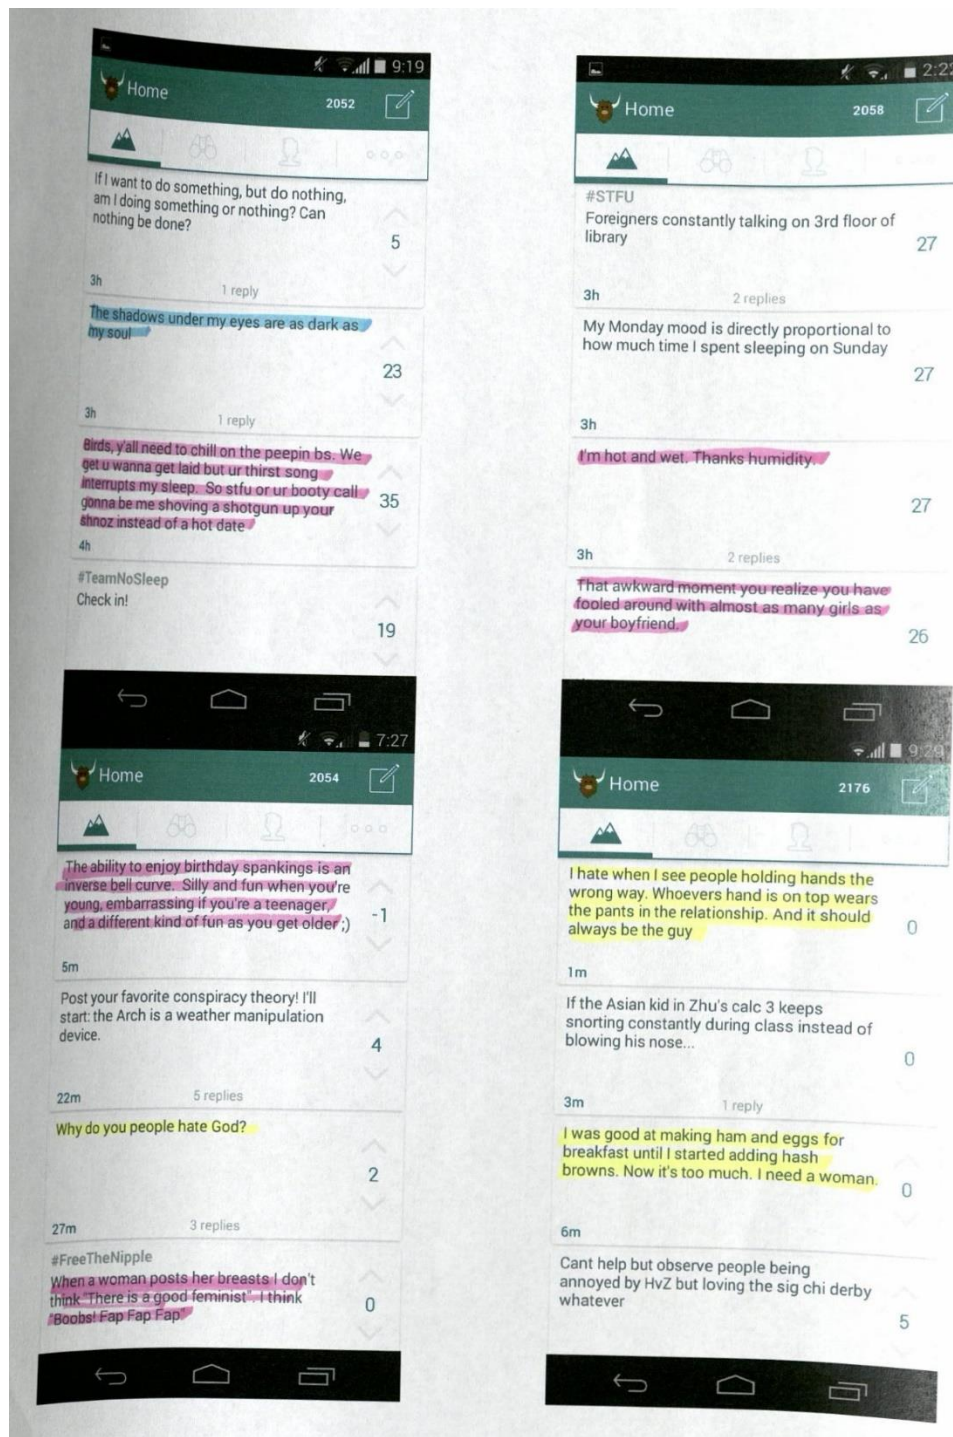 9:19
Home
2052
If I want to do something, but do nothing,
am I doing something or nothing? Can
nothing be done?
5
3h
1 reply
The shadows under my eyes are as dark as
my soul
23
3h
1 reply
Birds, y'all need to chill on the peepin bs. We
get u wanna get laid but ur thirst song
interrupts my sleep. So stfu or ur booty call
gonna be me shoving a shotgun up your
shnoz instead of a hot date
35
4h
#TeamNoSleep
Check in!
19
2:22
Home
2058
#STFU
Foreigners constantly talking on 3rd floor of
library
27
3h
2 replies
My Monday mood is directly proportional to
how much time I spent sleeping on Sunday
27
3h
I'm hot and wet. Thanks humidity.
27
3h
2 replies
That awkward moment you realize you have
fooled around with almost as many girls as
your boyfriend.
26
7:27
Home
2054
The ability to enjoy birthday spankings is an
inverse bell curve. Silly and fun when you're
young, embarrassing if you're a teenager,
and a different kind of fun as you get older ;)
-1
5m
Post your favorite conspiracy theory! I'll
start: the Arch is a weather manipulation
device.
4
22m
5 replies
Why do you people hate God?
2
27m
3 replies
#FreeTheNipple
When a woman posts her breasts I don't
think "There is a good feminist". I think
"Boobs! Fap Fap Fap"
0
9:29
Home
2176
I hate when I see people holding hands the
wrong way. Whoevers hand is on top wears
the pants in the relationship. And it should
always be the guy
0
1m
If the Asian kid in Zhu's calc 3 keeps
snorting constantly during class instead of
blowing his nose...
0
3m
1 reply
I was good at making ham and eggs for
breakfast until I started adding hash
browns. Now it's too much. I need a woman.
0
6m
Cant help but observe people being
annoyed by HvZ but loving the sig chi derby
whatever
5